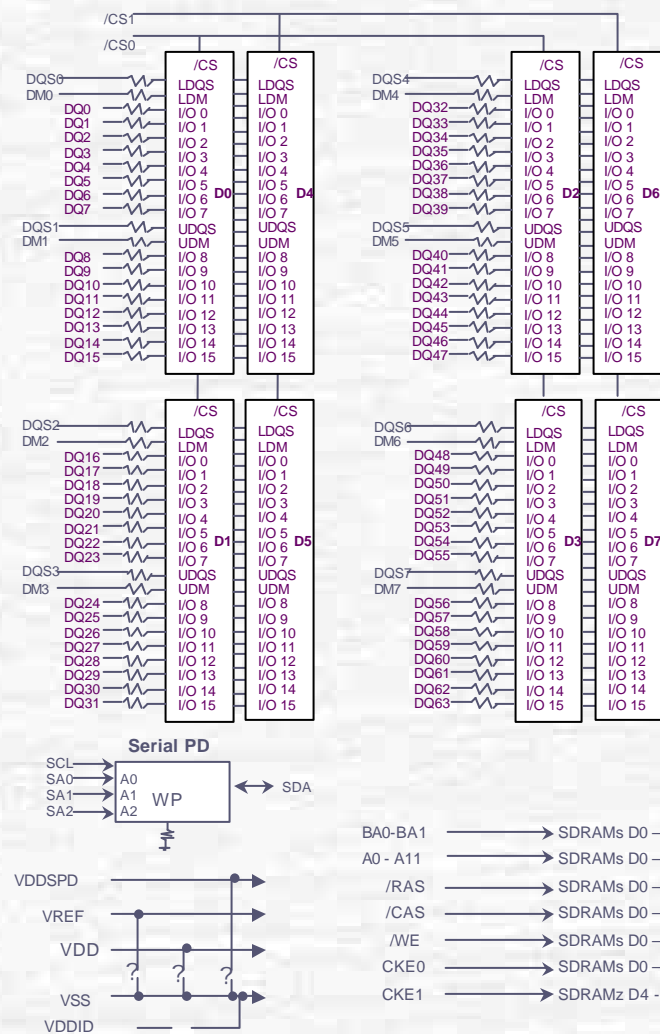 /CS1
/CS0
/CS /CS
DQS0 LDQS LDQS
DM0 LDM LDM
DQ0 I/O 0 I/O 0
DQ1 I/O 1 I/O 1
DQ2 I/O 2 I/O 2
DQ3 I/O 3 I/O 3
DQ4 I/O 4 I/O 4
DQ5 I/O 5 I/O 5
DQ6 I/O 6 D0 I/O 6 D4
DQ7 I/O 7 I/O 7
DQS1 UDQS UDQS
DM1 UDM UDM
DQ8 I/O 8 I/O 8
DQ9 I/O 9 I/O 9
DQ10 I/O 10 I/O 10
DQ11 I/O 11 I/O 11
DQ12 I/O 12 I/O 12
DQ13 I/O 13 I/O 13
DQ14 I/O 14 I/O 14
DQ15 I/O 15 I/O 15
/CS /CS
DQS4 LDQS LDQS
DM4 LDM LDM
DQ32 I/O 0 I/O 0
DQ33 I/O 1 I/O 1
DQ34 I/O 2 I/O 2
DQ35 I/O 3 I/O 3
DQ36 I/O 4 I/O 4
DQ37 I/O 5 I/O 5
DQ38 I/O 6 D2 I/O 6 D6
DQ39 I/O 7 I/O 7
DQS5 UDQS UDQS
DM5 UDM UDM
DQ40 I/O 8 I/O 8
DQ41 I/O 9 I/O 9
DQ42 I/O 10 I/O 10
DQ43 I/O 11 I/O 11
DQ44 I/O 12 I/O 12
DQ45 I/O 13 I/O 13
DQ46 I/O 14 I/O 14
DQ47 I/O 15 I/O 15
/CS /CS
DQS2 LDQS LDQS
DM2 LDM LDM
DQ16 I/O 0 I/O 0
DQ17 I/O 1 I/O 1
DQ18 I/O 2 I/O 2
DQ19 I/O 3 I/O 3
DQ20 I/O 4 I/O 4
DQ21 I/O 5 I/O 5
DQ22 I/O 6 D1 I/O 6 D5
DQ23 I/O 7 I/O 7
DQS3 UDQS UDQS
DM3 UDM UDM
DQ24 I/O 8 I/O 8
DQ25 I/O 9 I/O 9
DQ26 I/O 10 I/O 10
DQ27 I/O 11 I/O 11
DQ28 I/O 12 I/O 12
DQ29 I/O 13 I/O 13
DQ30 I/O 14 I/O 14
DQ31 I/O 15 I/O 15
/CS /CS
DQS6 LDQS LDQS
DM6 LDM LDM
DQ48 I/O 0 I/O 0
DQ49 I/O 1 I/O 1
DQ50 I/O 2 I/O 2
DQ51 I/O 3 I/O 3
DQ52 I/O 4 I/O 4
DQ53 I/O 5 I/O 5
DQ54 I/O 6 D3 I/O 6 D7
DQ55 I/O 7 I/O 7
DQS7 UDQS UDQS
DM7 UDM UDM
DQ56 I/O 8 I/O 8
DQ57 I/O 9 I/O 9
DQ58 I/O 10 I/O 10
DQ59 I/O 11 I/O 11
DQ60 I/O 12 I/O 12
DQ61 I/O 13 I/O 13
DQ62 I/O 14 I/O 14
DQ63 I/O 15 I/O 15
Serial PD
SCL
SA0 A0
SA1 A1 WP SDA
SA2 A2
VDDSPD
VREF
VDD
? ? ?
VSS
VDDID
BA0-BA1 SDRAMs D0 –
A0 - A11 SDRAMs D0 –
/RAS SDRAMs D0 –
/CAS SDRAMs D0 –
/WE SDRAMs D0 –
CKE0 SDRAMs D0 –
CKE1 SDRAMz D4 -